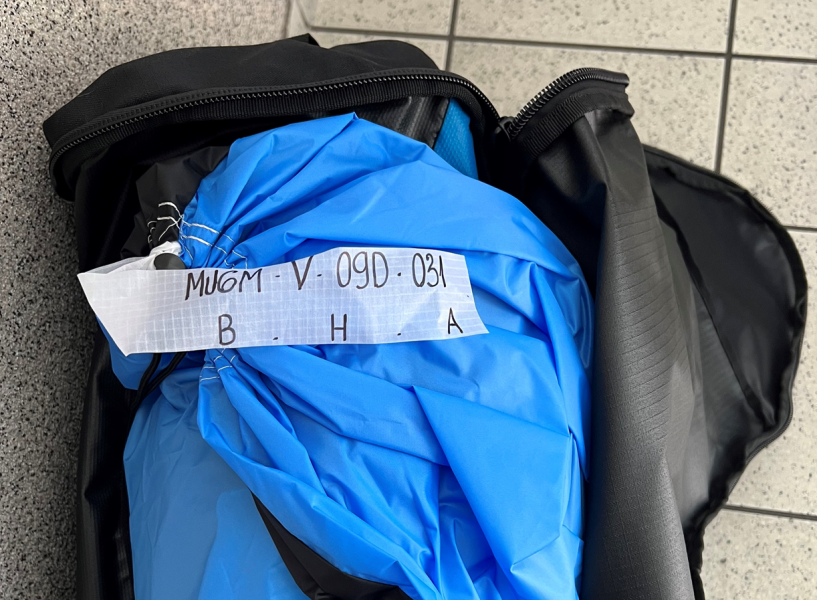 MUGM - V - 09D - 031
B . H . A